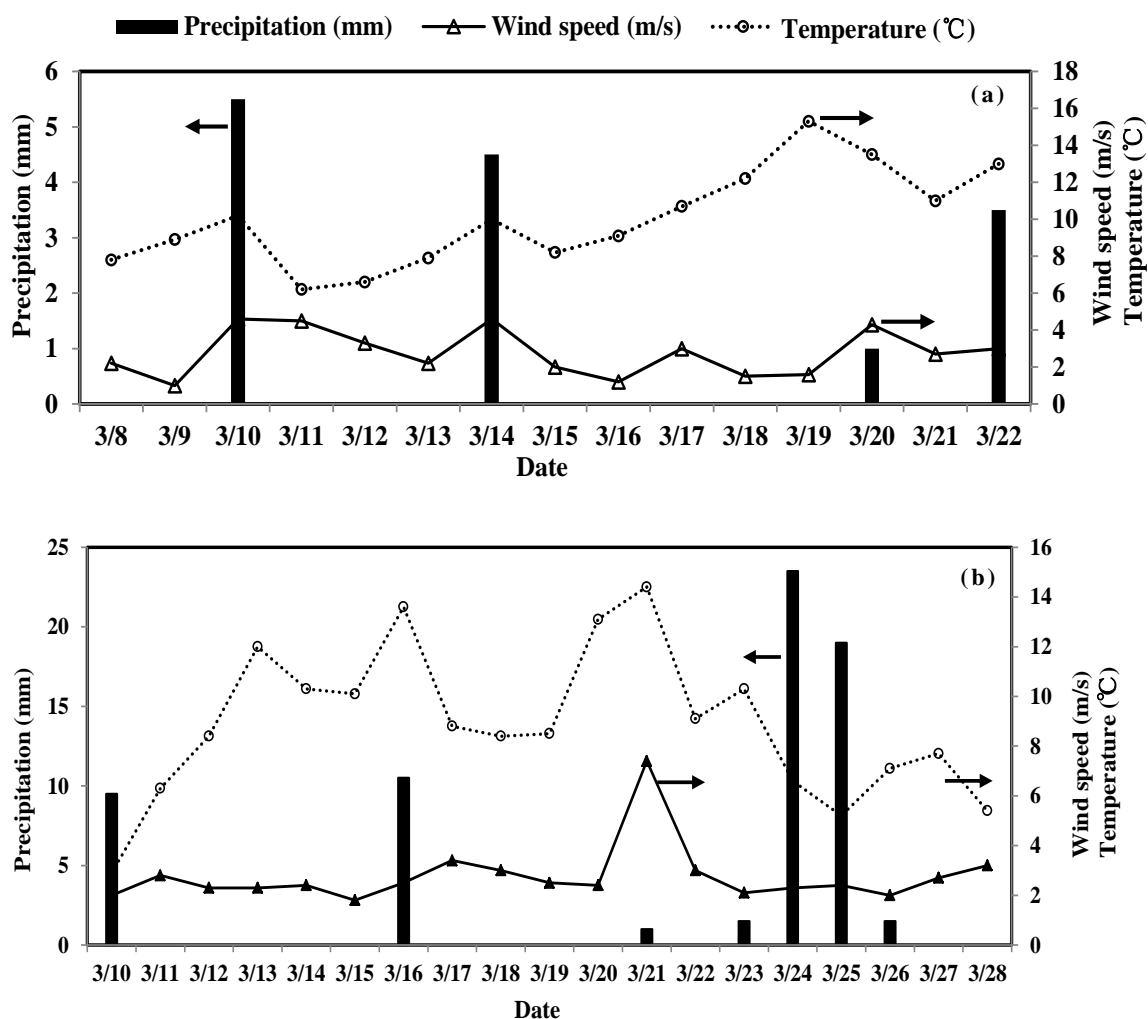 Precipitation (mm) Wind speed (m/s) Temperature (℃)
(a)
Precipitation (mm)
6
5
4
3
2
1
0
18
16
14
12
10
8
6
4
2
0
Wind speed (m/s)
Temperature (℃)
3/8 3/9 3/10 3/11 3/12 3/13 3/14 3/15 3/16 3/17 3/18 3/19 3/20 3/21 3/22
Date
(b)
Precipitation (mm)
25
20
15
10
5
0
16
14
12
10
8
6
4
2
0
Wind speed (m/s)
Temperature (℃)
3/10 3/11 3/12 3/13 3/14 3/15 3/16 3/17 3/18 3/19 3/20 3/21 3/22 3/23 3/24 3/25 3/26 3/27 3/28
Date